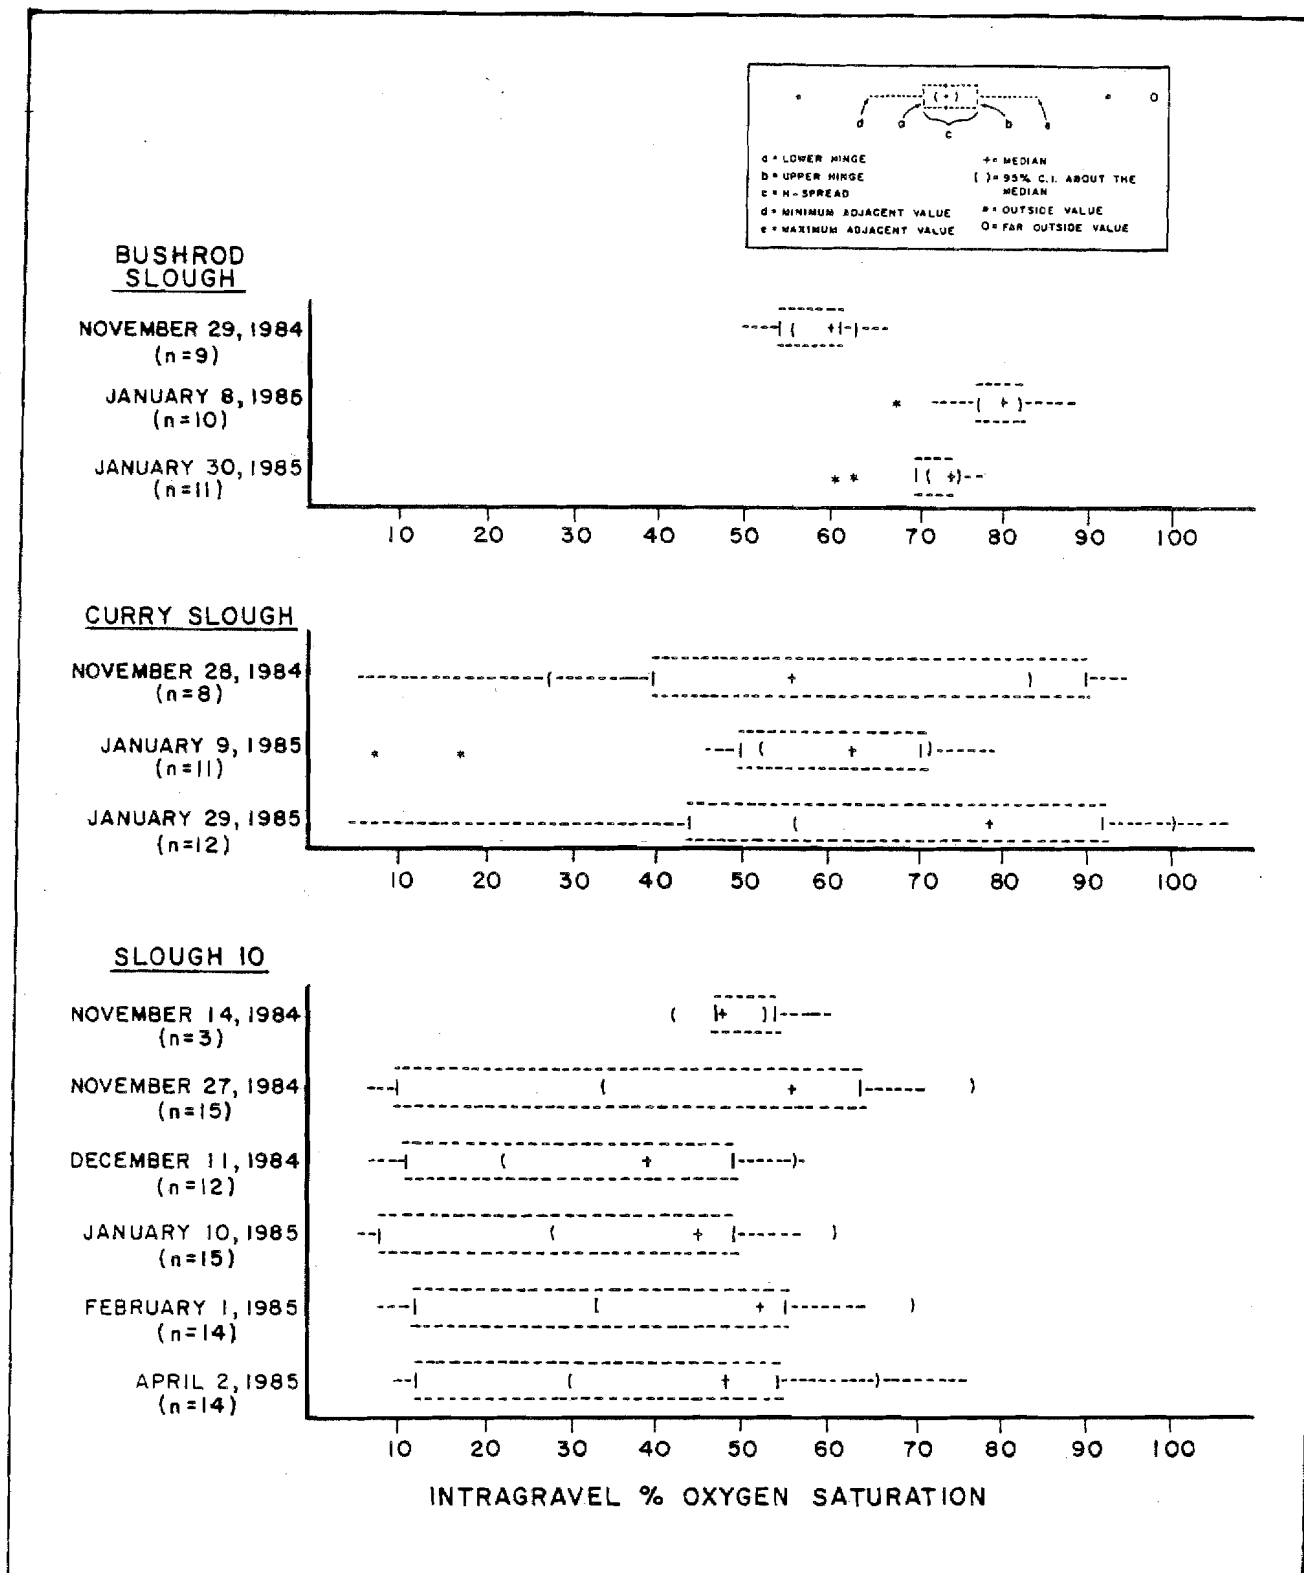 d a c b e
a = LOWER HINGE
b = UPPER HINGE
c = H-SPREAD
d = MINIMUM ADJACENT VALUE
e = MAXIMUM ADJACENT VALUE
+ = MEDIAN
( ) = 95% C.I. ABOUT THE
MEDIAN
* = OUTSIDE VALUE
O = FAR OUTSIDE VALUE
BUSHROD
SLOUGH
NOVEMBER 29, 1984
(n=9)
JANUARY 8, 1985
(n=10)
JANUARY 30, 1985
(n=11)
10 20 30 40 50 60 70 80 90 100
CURRY SLOUGH
NOVEMBER 28, 1984
(n=8)
JANUARY 9, 1985
(n=11)
JANUARY 29, 1985
(n=12)
10 20 30 40 50 60 70 80 90 100
SLOUGH 10
NOVEMBER 14, 1984
(n=3)
NOVEMBER 27, 1984
(n=15)
DECEMBER 11, 1984
(n=12)
JANUARY 10, 1985
(n=15)
FEBRUARY 1, 1985
(n=14)
APRIL 2, 1985
(n=14)
10 20 30 40 50 60 70 80 90 100
INTRAGRAVEL % OXYGEN SATURATION